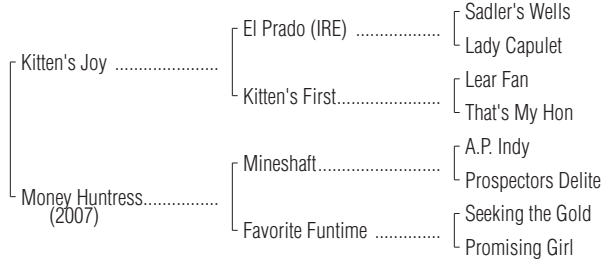 Sadler's Wells
El Prado (IRE) ..................
Lady Capulet
Kitten's Joy ......................
Lear Fan
Kitten's First......................
That's My Hon
A.P. Indy
Mineshaft..........................
Prospectors Delite
Money Huntress................
(2007)
Seeking the Gold
Favorite Funtime ..............
Promising Girl